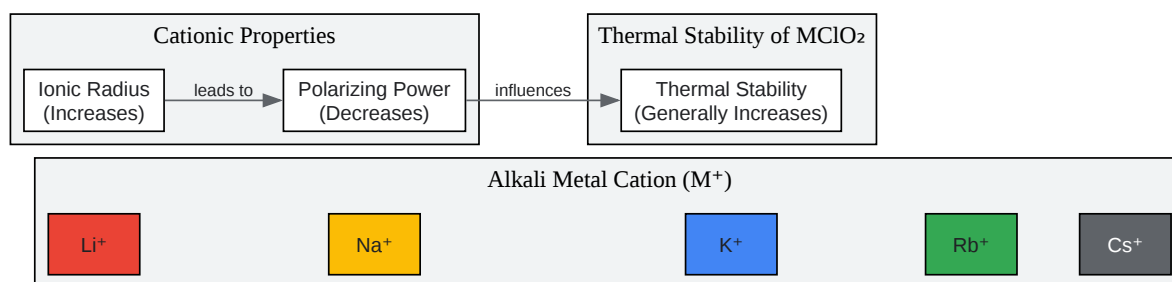 Cationic Properties
Thermal Stability of MClO₂
Ionic Radius
(Increases)
leads to
Polarizing Power
(Decreases)
influences
Thermal Stability
(Generally Increases)
Alkali Metal Cation (M⁺)
Li⁺
Na⁺
K⁺
Rb⁺
Cs⁺